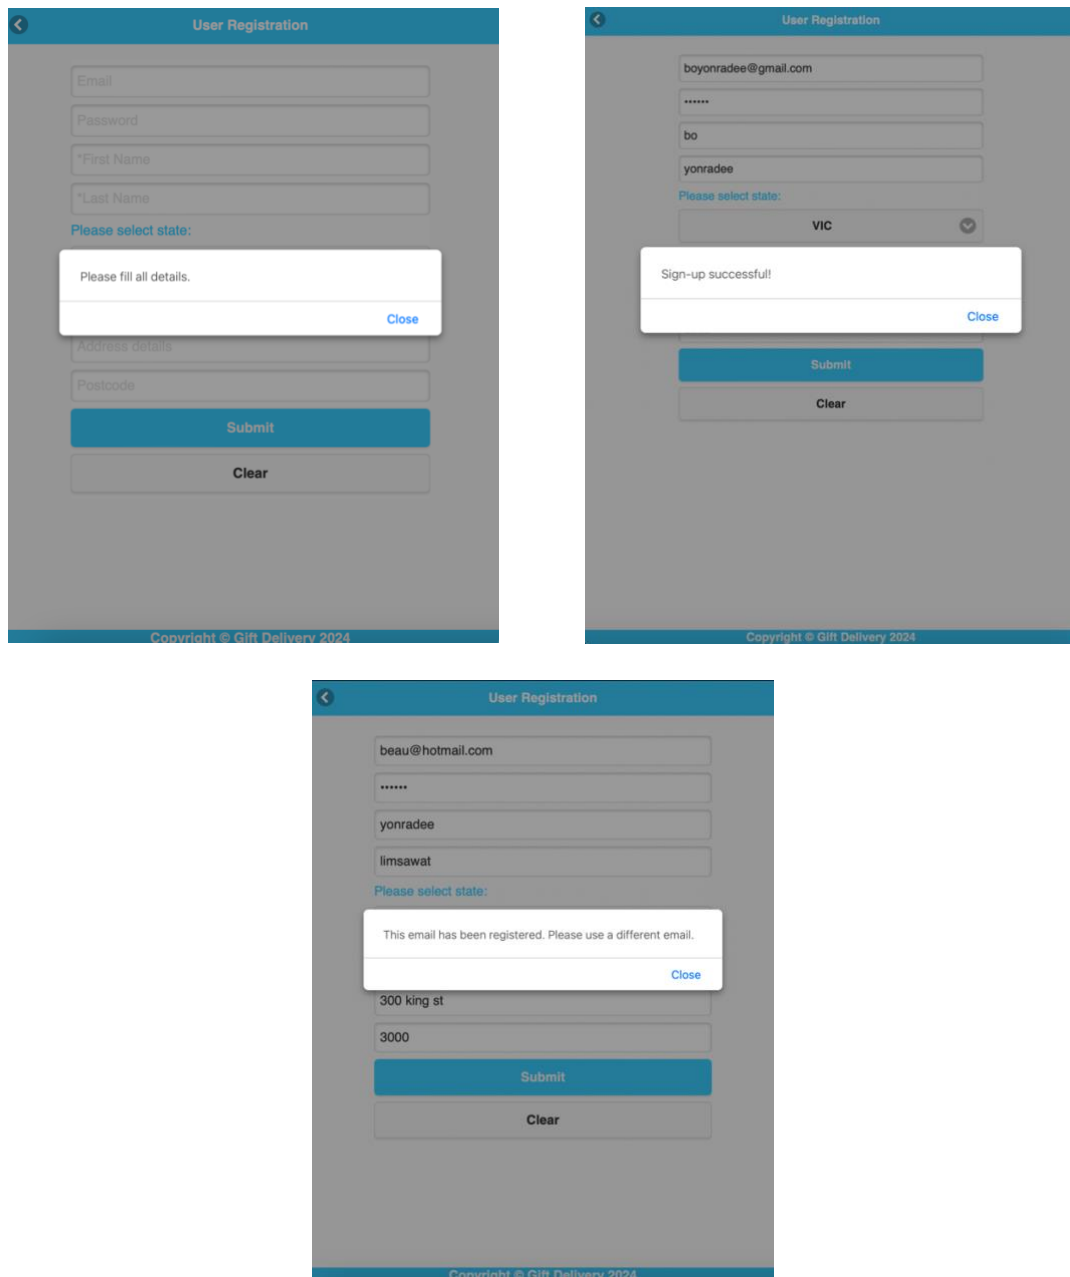 User Registration
Email
Password
*First Name
*Last Name
Please select state:
Please fill all details.
Close
Address details
Postcode
Submit
Clear
Copyright © Gift Delivery 2024
User Registration
boyonradee@gmail.com
••••••
bo
yonradee
Please select state:
VIC
Sign-up successful!
Close
Submit
Clear
Copyright © Gift Delivery 2024
User Registration
beau@hotmail.com
••••••
yonradee
limsawat
Please select state:
This email has been registered. Please use a different email.
Close
300 king st
3000
Submit
Clear
Copyright © Gift Delivery 2024